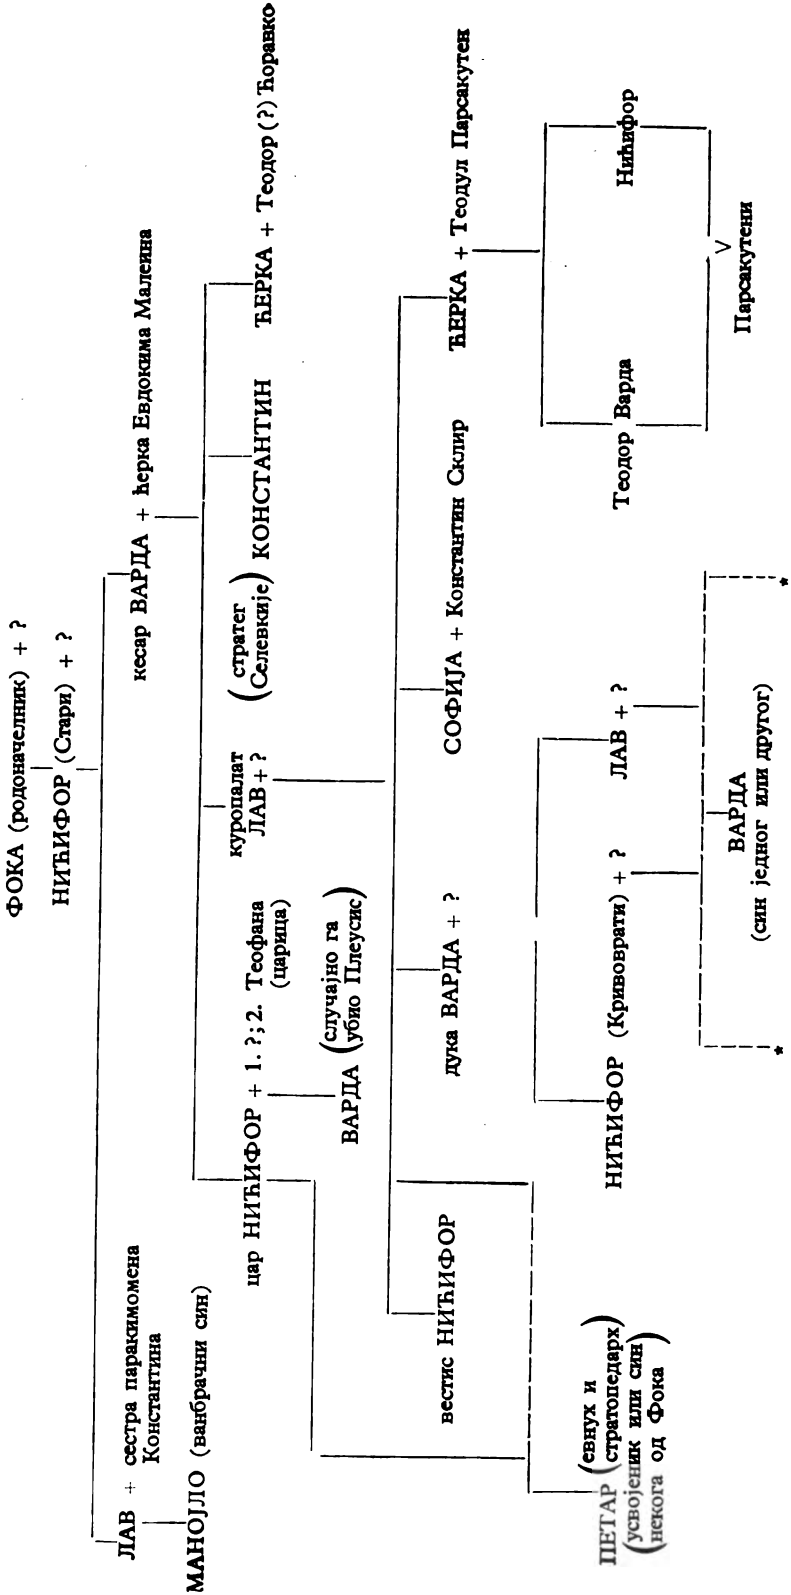 ФОКА (родоначелник) + ?
НИЋИФОР (Стари) + ?
ЛАВ + сестра паракимомена
Константина
кесар ВАРДА + ћерка Евдокима Малеина
МАНОЈЛО (ванбрачни син)
цар НИЋИФОР + 1. ?; 2. Теофана
(царица)
куропалат
ЛАВ + ?
(стратег
Селевкије) КОНСТАНТИН
ЋЕРКА + Теодор (?) Ћоравко
ВАРДА (случајно га
убио Плеусис)
вестис НИЋИФОР
дука ВАРДА + ?
СОФИЈА + Константин Склир
ЋЕРКА + Теодул Парсакутен
ПЕТАР (евнух и
стратопедарх)
(усвојеник или син)
(некога од Фока)
НИЋИФОР (Кривоврати) + ?
ЛАВ + ?
Теодор Варда
Нићифор
ВАРДА
(син једног или другог)
Парсакутени
*
*